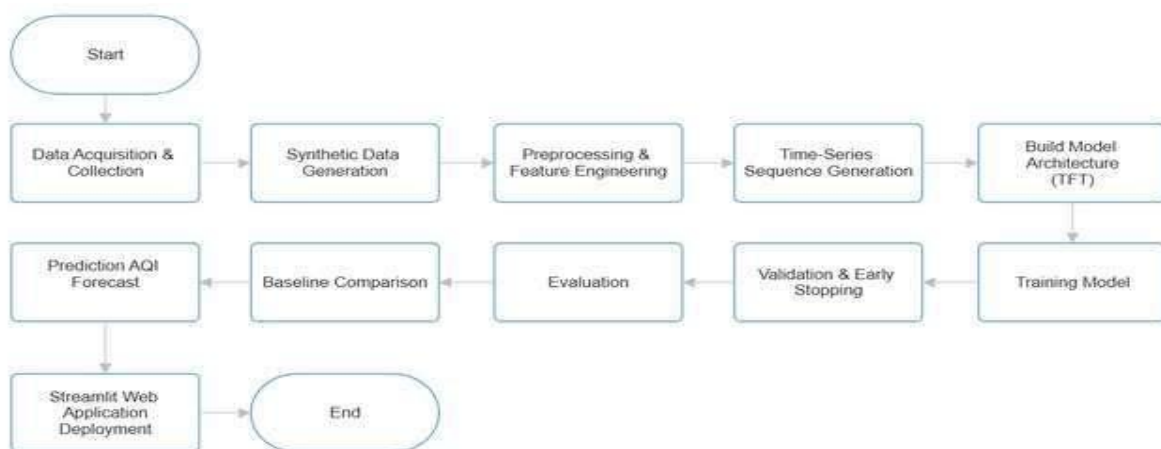 Start
Data Acquisition &
Collection
Synthetic Data
Generation
Preprocessing &
Feature Engineering
Time-Series
Sequence Generation
Build Model
Architecture
(TFT)
Training Model
Validation & Early
Stopping
Evaluation
Baseline Comparison
Prediction AQI
Forecast
Streamlit Web
Application
Deployment
End